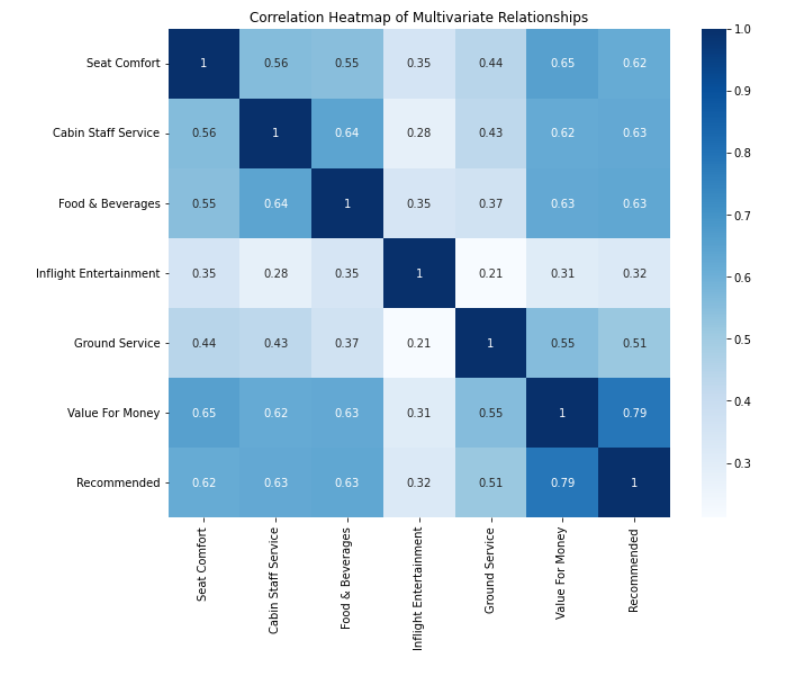 Correlation Heatmap of Multivariate Relationships
Seat Comfort 1 0.56 0.55 0.35 0.44 0.65 0.62
Cabin Staff Service 0.56 1 0.64 0.28 0.43 0.62 0.63
Food & Beverages 0.55 0.64 1 0.35 0.37 0.63 0.63
Inflight Entertainment 0.35 0.28 0.35 1 0.21 0.31 0.32
Ground Service 0.44 0.43 0.37 0.21 1 0.55 0.51
Value For Money 0.65 0.62 0.63 0.31 0.55 1 0.79
Recommended 0.62 0.63 0.63 0.32 0.51 0.79 1
Seat Comfort
Cabin Staff Service
Food & Beverages
Inflight Entertainment
Ground Service
Value For Money
Recommended
1.0
0.9
0.8
0.7
0.6
0.5
0.4
0.3